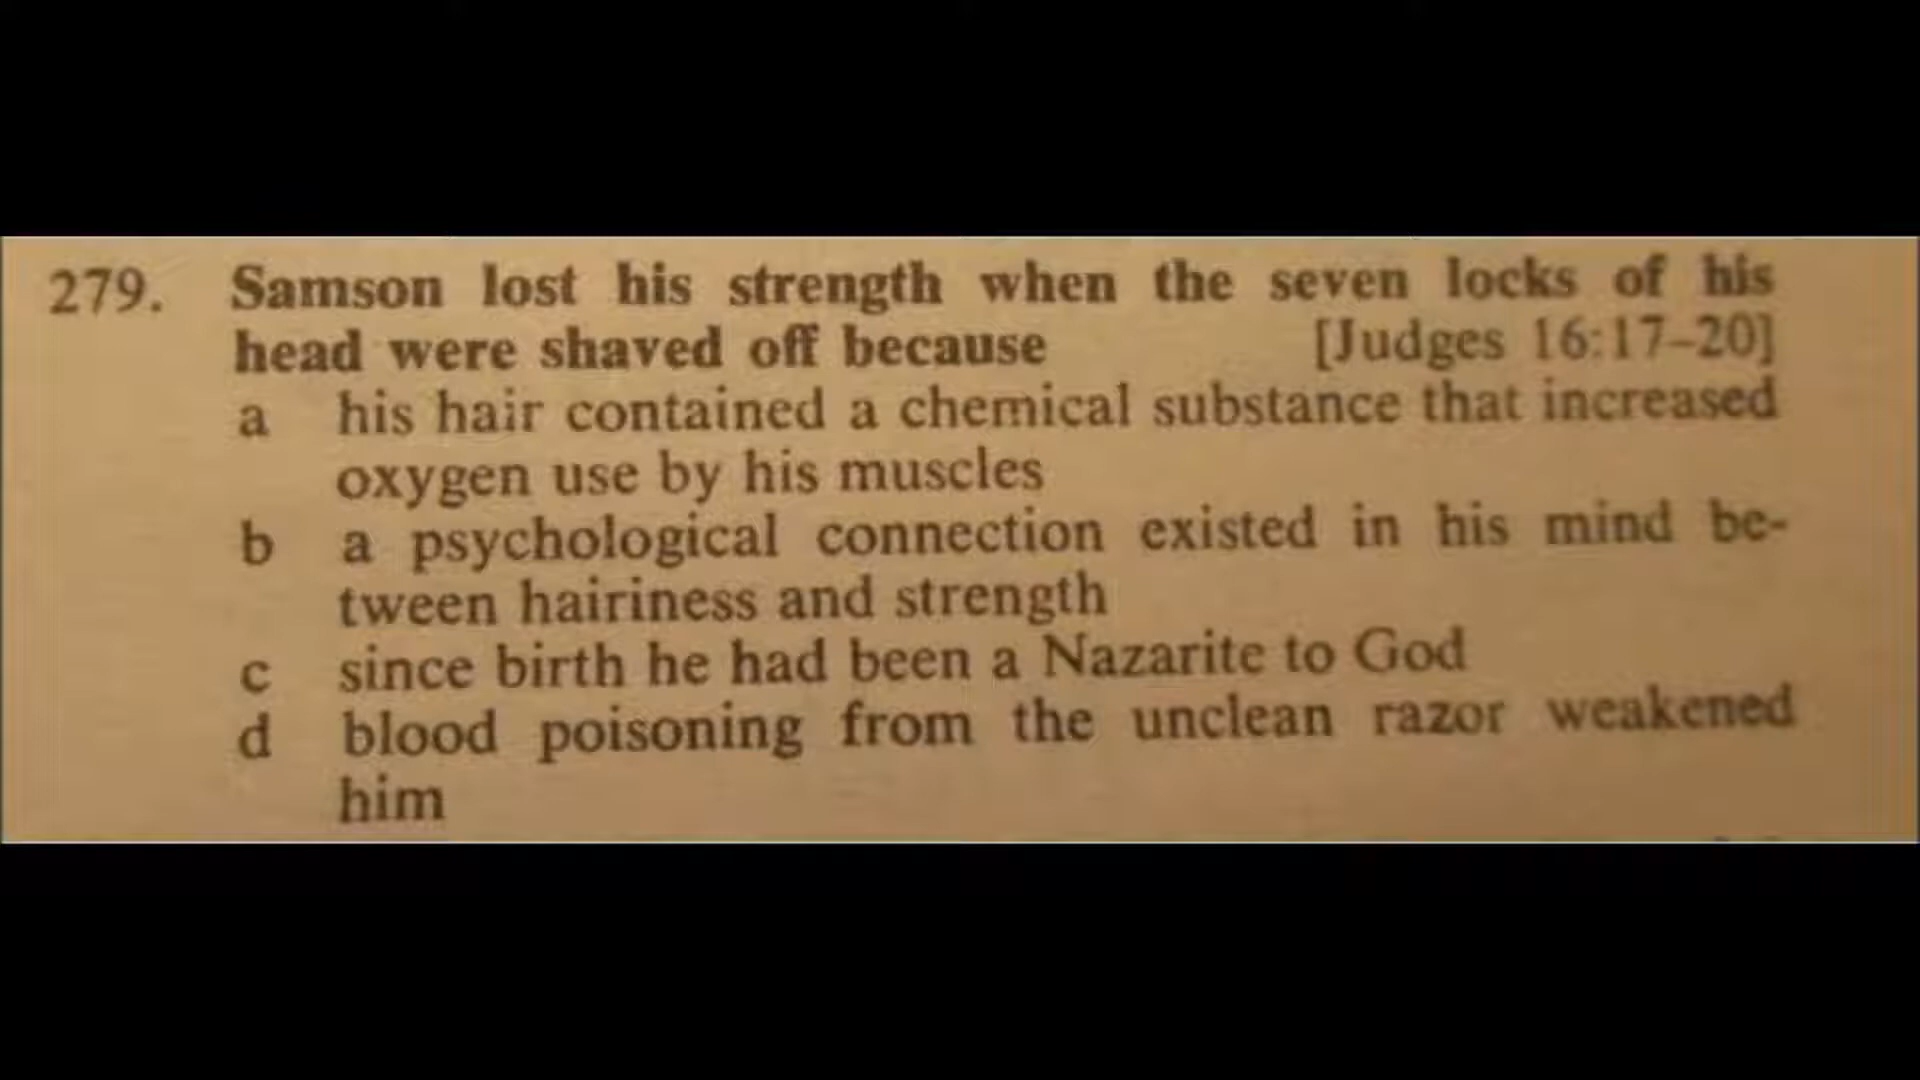 279. Samson lost his strength when the seven locks of his
head were shaved off because [Judges 16:17–20]
a his hair contained a chemical substance that increased
oxygen use by his muscles
b a psychological connection existed in his mind be-
tween hairiness and strength
c since birth he had been a Nazarite to God
d blood poisoning from the unclean razor weakened
him